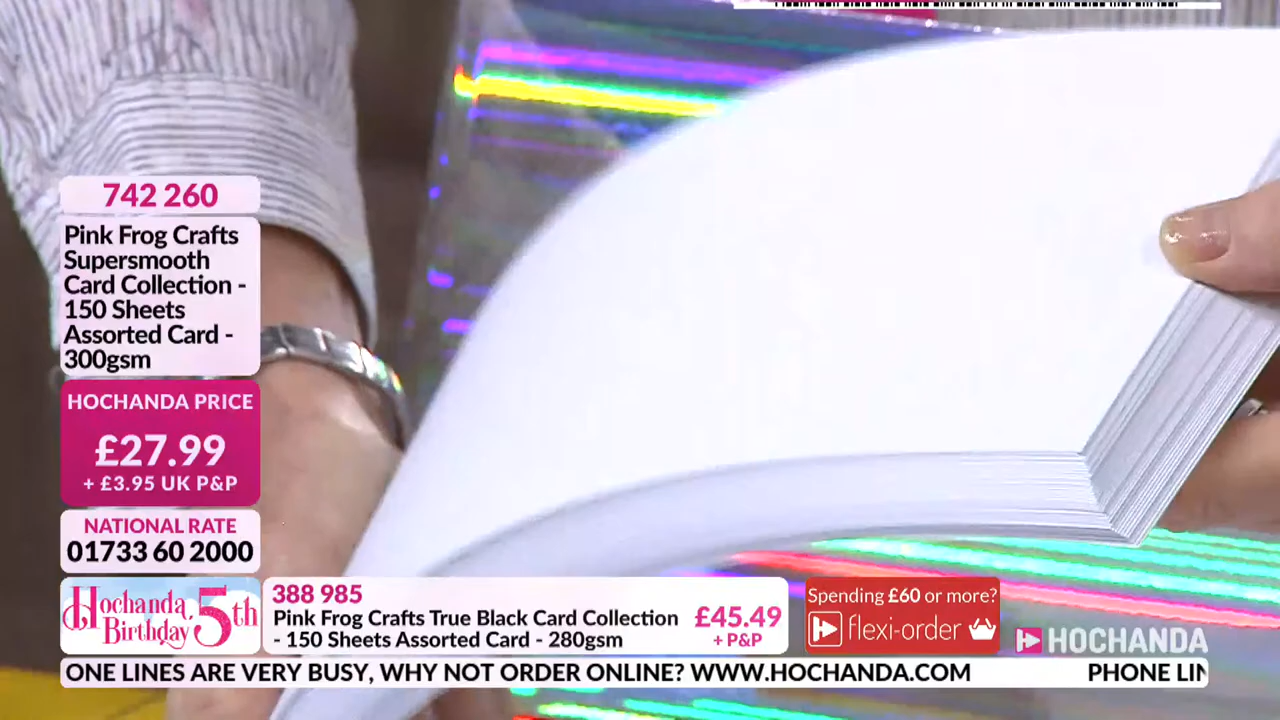 742 260
Pink Frog Crafts
Supersmooth
Card Collection -
150 Sheets
Assorted Card -
300gsm
HOCHANDA PRICE
£27.99
+ £3.95 UK P&P
NATIONAL RATE
01733 60 2000
Hochanda
Birthday
5th
388 985
Pink Frog Crafts True Black Card Collection
- 150 Sheets Assorted Card - 280gsm
£45.49
+ P&P
Spending £60 or more?
flexi-order
HOCHANDA
ONE LINES ARE VERY BUSY, WHY NOT ORDER ONLINE? WWW.HOCHANDA.COM PHONE LIN